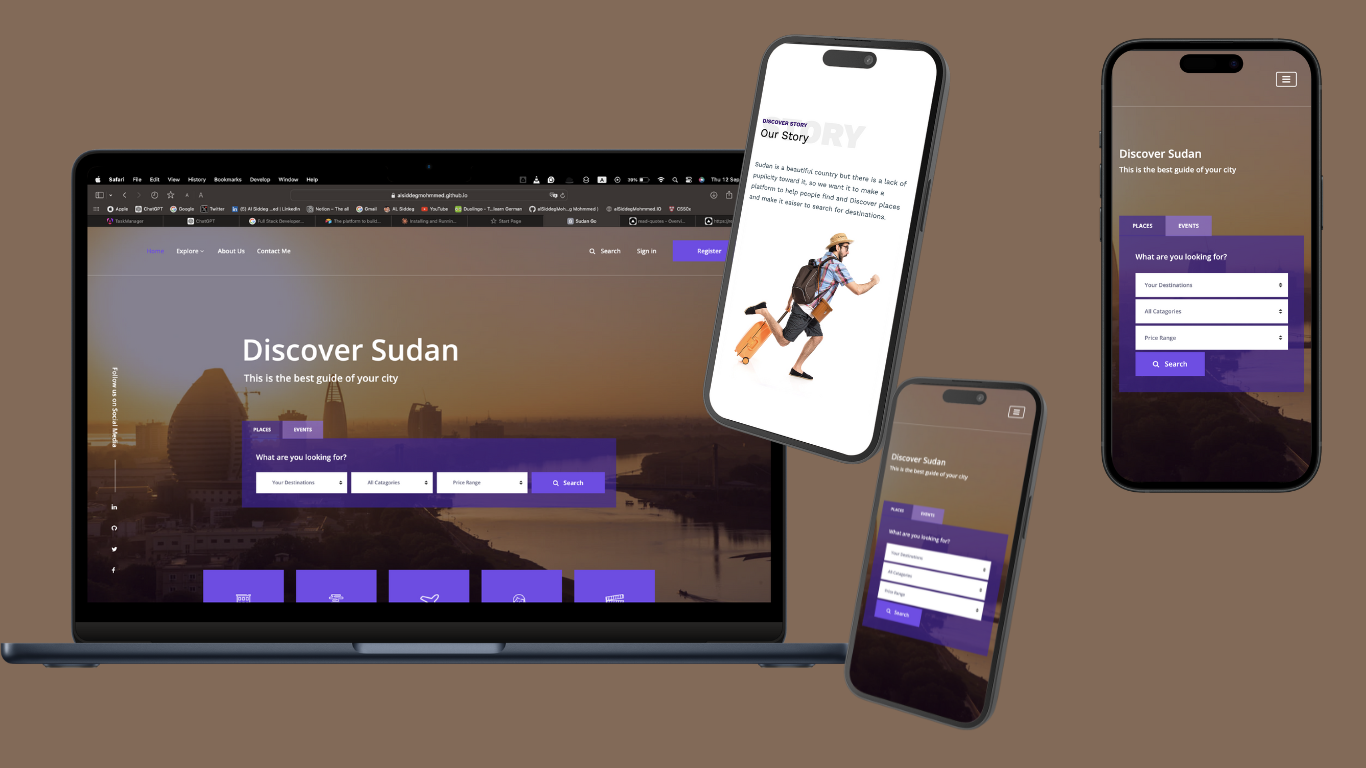 Safari File Edit View History Bookmarks Develop Window Help
39%
Thu 12 Sep
alsiddegmohmmed.github.io
Apple ChatGPT Google Twitter (6) Al Siddeg ...ed | LinkedIn Notion – The all Gmail AL Siddeg YouTube Duolingo - T...learn German alSiddegMoh...g Mohmmed | alSiddegMohmmed.IO
TaskManager ChatGPT Full Stack Developer... The platform to build... Installing and Runnin... Start Page Sudan Go read-quotes – Overvi...
Home Explore About Us Contact Me Search Sign in Register
Discover Sudan
This is the best guide of your city
Follow us on Social Media
PLACES EVENTS
What are you looking for?
Your Destinations All Catagories Price Range Search
DISCOVER STORY
Our Story
Sudan is a beautiful country but there is a lack of
pupilcity toward it, so we want it to make a
platform to help people find and Discover places
and make it eaiser to search for destinations.
Discover Sudan
This is the best guide of your city
PLACES EVENTS
What are you looking for?
Your Destinations
All Catagories
Price Range
Search
Discover Sudan
This is the best guide of your city
PLACES EVENTS
What are you looking for?
Your Destinations
All Catagories
Price Range
Search